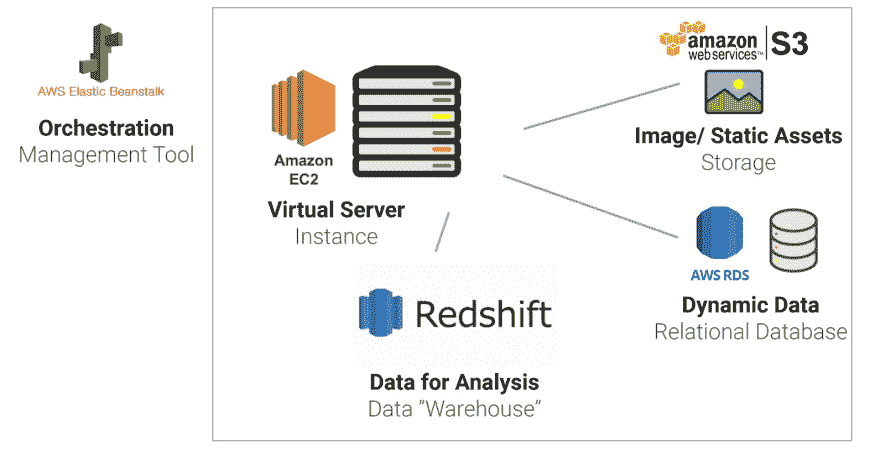 AWS Elastic Beanstalk
Orchestration
Management Tool
Amazon
EC2
Virtual Server
Instance
amazon
web services™
S3
Image/ Static Assets
Storage
AWS RDS
Dynamic Data
Relational Database
Redshift
Data for Analysis
Data ”Warehouse”